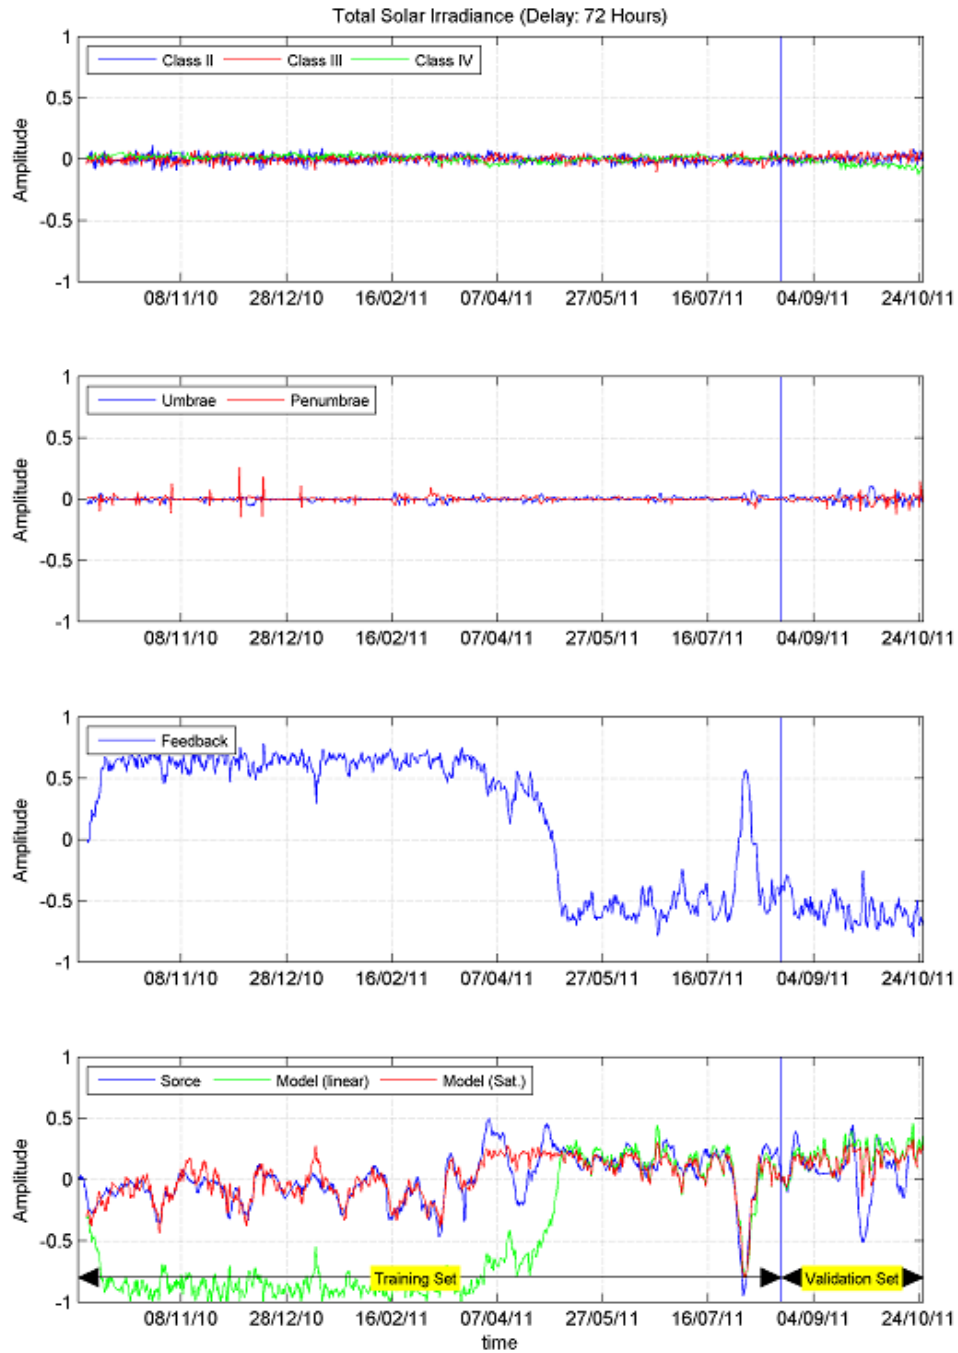 Total Solar Irradiance (Delay: 72 Hours)
1
Class II Class III Class IV
0.5
Amplitude
0
-0.5
-1
08/11/10 28/12/10 16/02/11 07/04/11 27/05/11 16/07/11 04/09/11 24/10/11
1
Umbrae Penumbrae
0.5
Amplitude
0
-0.5
-1
08/11/10 28/12/10 16/02/11 07/04/11 27/05/11 16/07/11 04/09/11 24/10/11
1
Feedback
0.5
Amplitude
0
-0.5
-1
08/11/10 28/12/10 16/02/11 07/04/11 27/05/11 16/07/11 04/09/11 24/10/11
1
Sorce Model (linear) Model (Sat.)
0.5
Amplitude
0
-0.5
Training Set Validation Set
-1
08/11/10 28/12/10 16/02/11 07/04/11 27/05/11 16/07/11 04/09/11 24/10/11
time